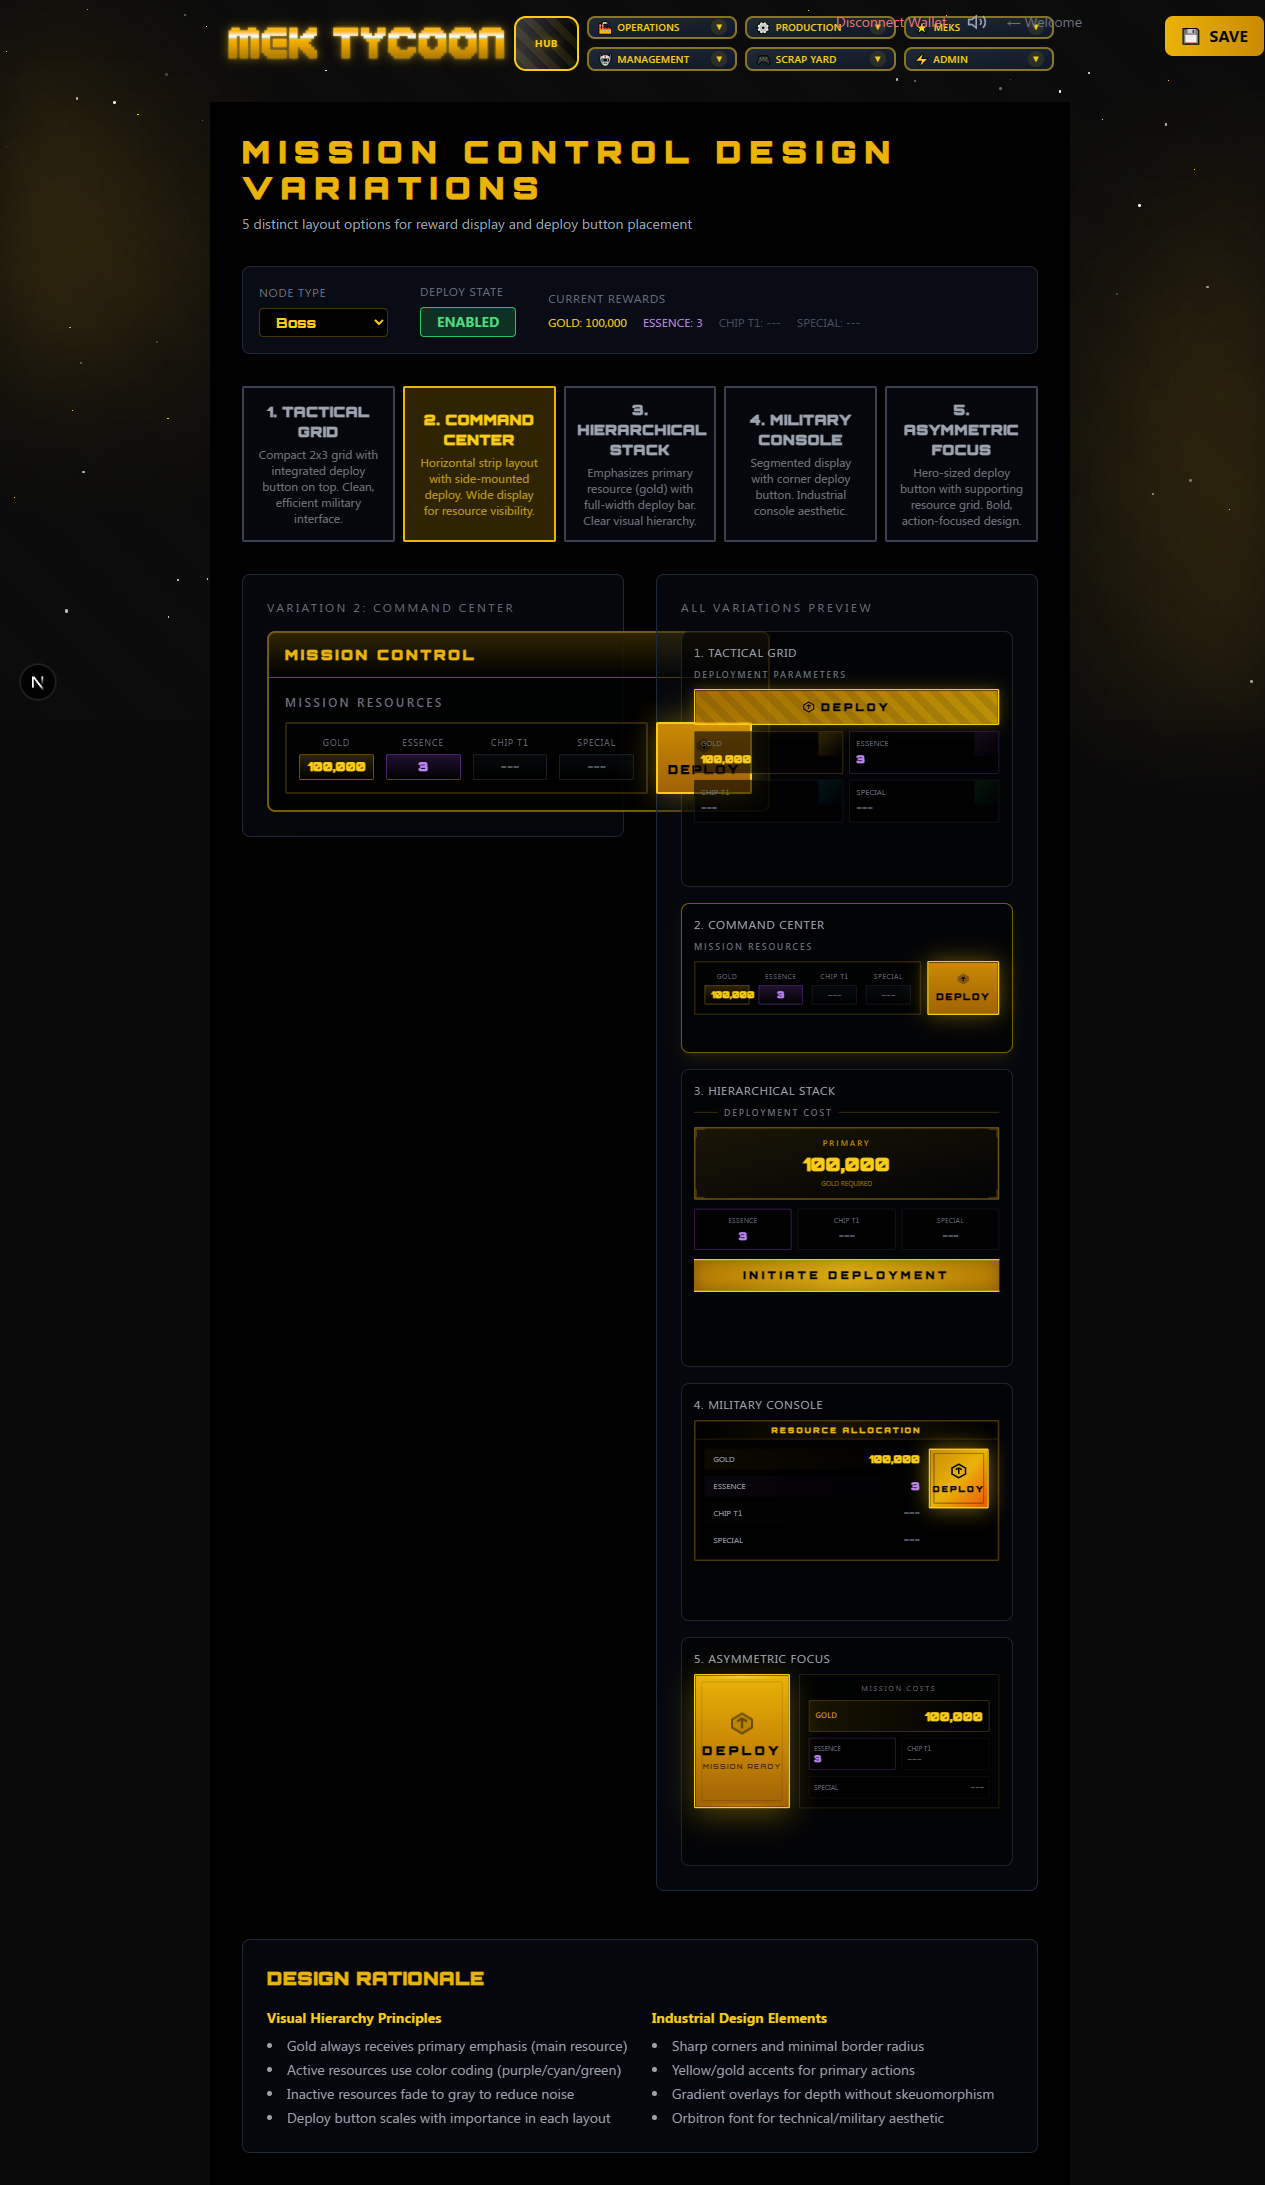 MEK TYCOON
HUB
OPERATIONS
PRODUCTION
MEKS
Disconnect Wallet
← Welcome
SAVE
MANAGEMENT
SCRAP YARD
ADMIN
MISSION CONTROL DESIGN
VARIATIONS
5 distinct layout options for reward display and deploy button placement
NODE TYPE
Boss
DEPLOY STATE
ENABLED
CURRENT REWARDS
GOLD: 100,000 ESSENCE: 3 CHIP T1: --- SPECIAL: ---
1. TACTICAL
GRID
Compact 2x3 grid with
integrated deploy
button on top. Clean,
efficient military
interface.
2. COMMAND
CENTER
Horizontal strip layout
with side-mounted
deploy. Wide display
for resource visibility.
3.
HIERARCHICAL
STACK
Emphasizes primary
resource (gold) with
full-width deploy bar.
Clear visual hierarchy.
4. MILITARY
CONSOLE
Segmented display
with corner deploy
button. Industrial
console aesthetic.
5.
ASYMMETRIC
FOCUS
Hero-sized deploy
button with supporting
resource grid. Bold,
action-focused design.
VARIATION 2: COMMAND CENTER
MISSION CONTROL
MISSION RESOURCES
GOLD ESSENCE CHIP T1 SPECIAL
100,000 3 --- ---
DEPLOY
ALL VARIATIONS PREVIEW
1. TACTICAL GRID
DEPLOYMENT PARAMETERS
DEPLOY
GOLD ESSENCE
100,000 3
CHIP T1 SPECIAL
--- ---
2. COMMAND CENTER
MISSION RESOURCES
GOLD ESSENCE CHIP T1 SPECIAL
100,000 3 --- ---
DEPLOY
3. HIERARCHICAL STACK
DEPLOYMENT COST
PRIMARY
100,000
GOLD REQUIRED
ESSENCE CHIP T1 SPECIAL
3 --- ---
INITIATE DEPLOYMENT
4. MILITARY CONSOLE
RESOURCE ALLOCATION
GOLD 100,000
ESSENCE 3
CHIP T1 ---
SPECIAL ---
DEPLOY
5. ASYMMETRIC FOCUS
DEPLOY
MISSION READY
MISSION COSTS
GOLD 100,000
ESSENCE CHIP T1
3 ---
SPECIAL ---
DESIGN RATIONALE
Visual Hierarchy Principles
• Gold always receives primary emphasis (main resource)
• Active resources use color coding (purple/cyan/green)
• Inactive resources fade to gray to reduce noise
• Deploy button scales with importance in each layout
Industrial Design Elements
• Sharp corners and minimal border radius
• Yellow/gold accents for primary actions
• Gradient overlays for depth without skeuomorphism
• Orbitron font for technical/military aesthetic
N